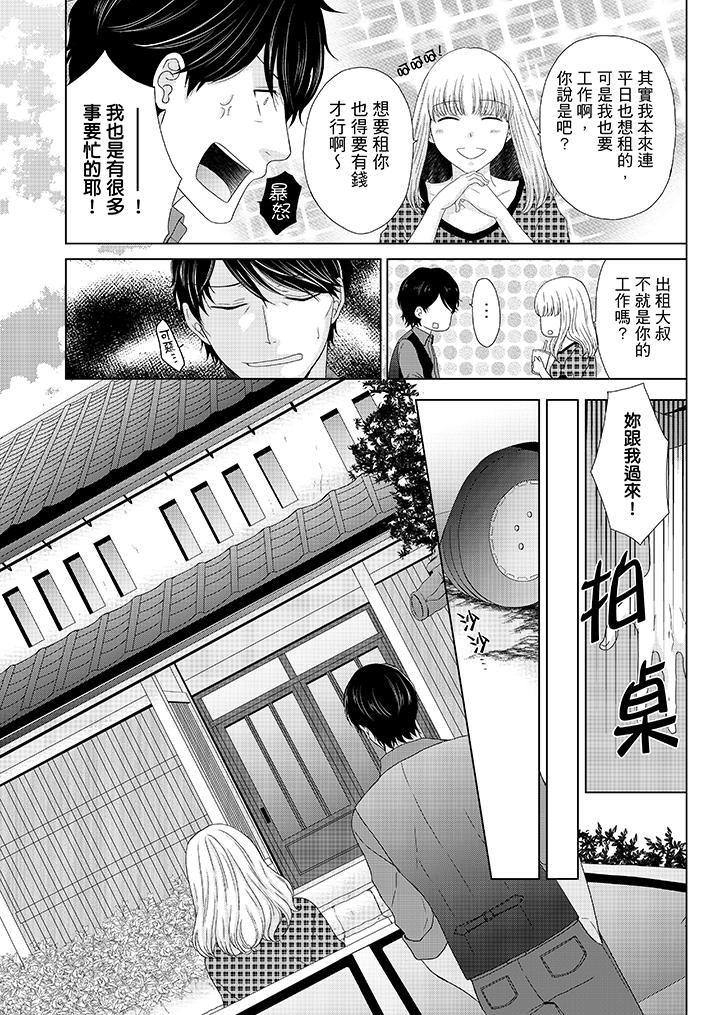 其實我本來連
平日也想租的，
可是我也要
工作啊，
你說是吧？
呵呵呵！
想要租你
也得要有錢
才行啊～
暴怒
我也是有很多
事要忙的耶！
——！
出租大叔
不就是你的
工作嗎？
…
可惡…
妳跟我過來！
拍桌